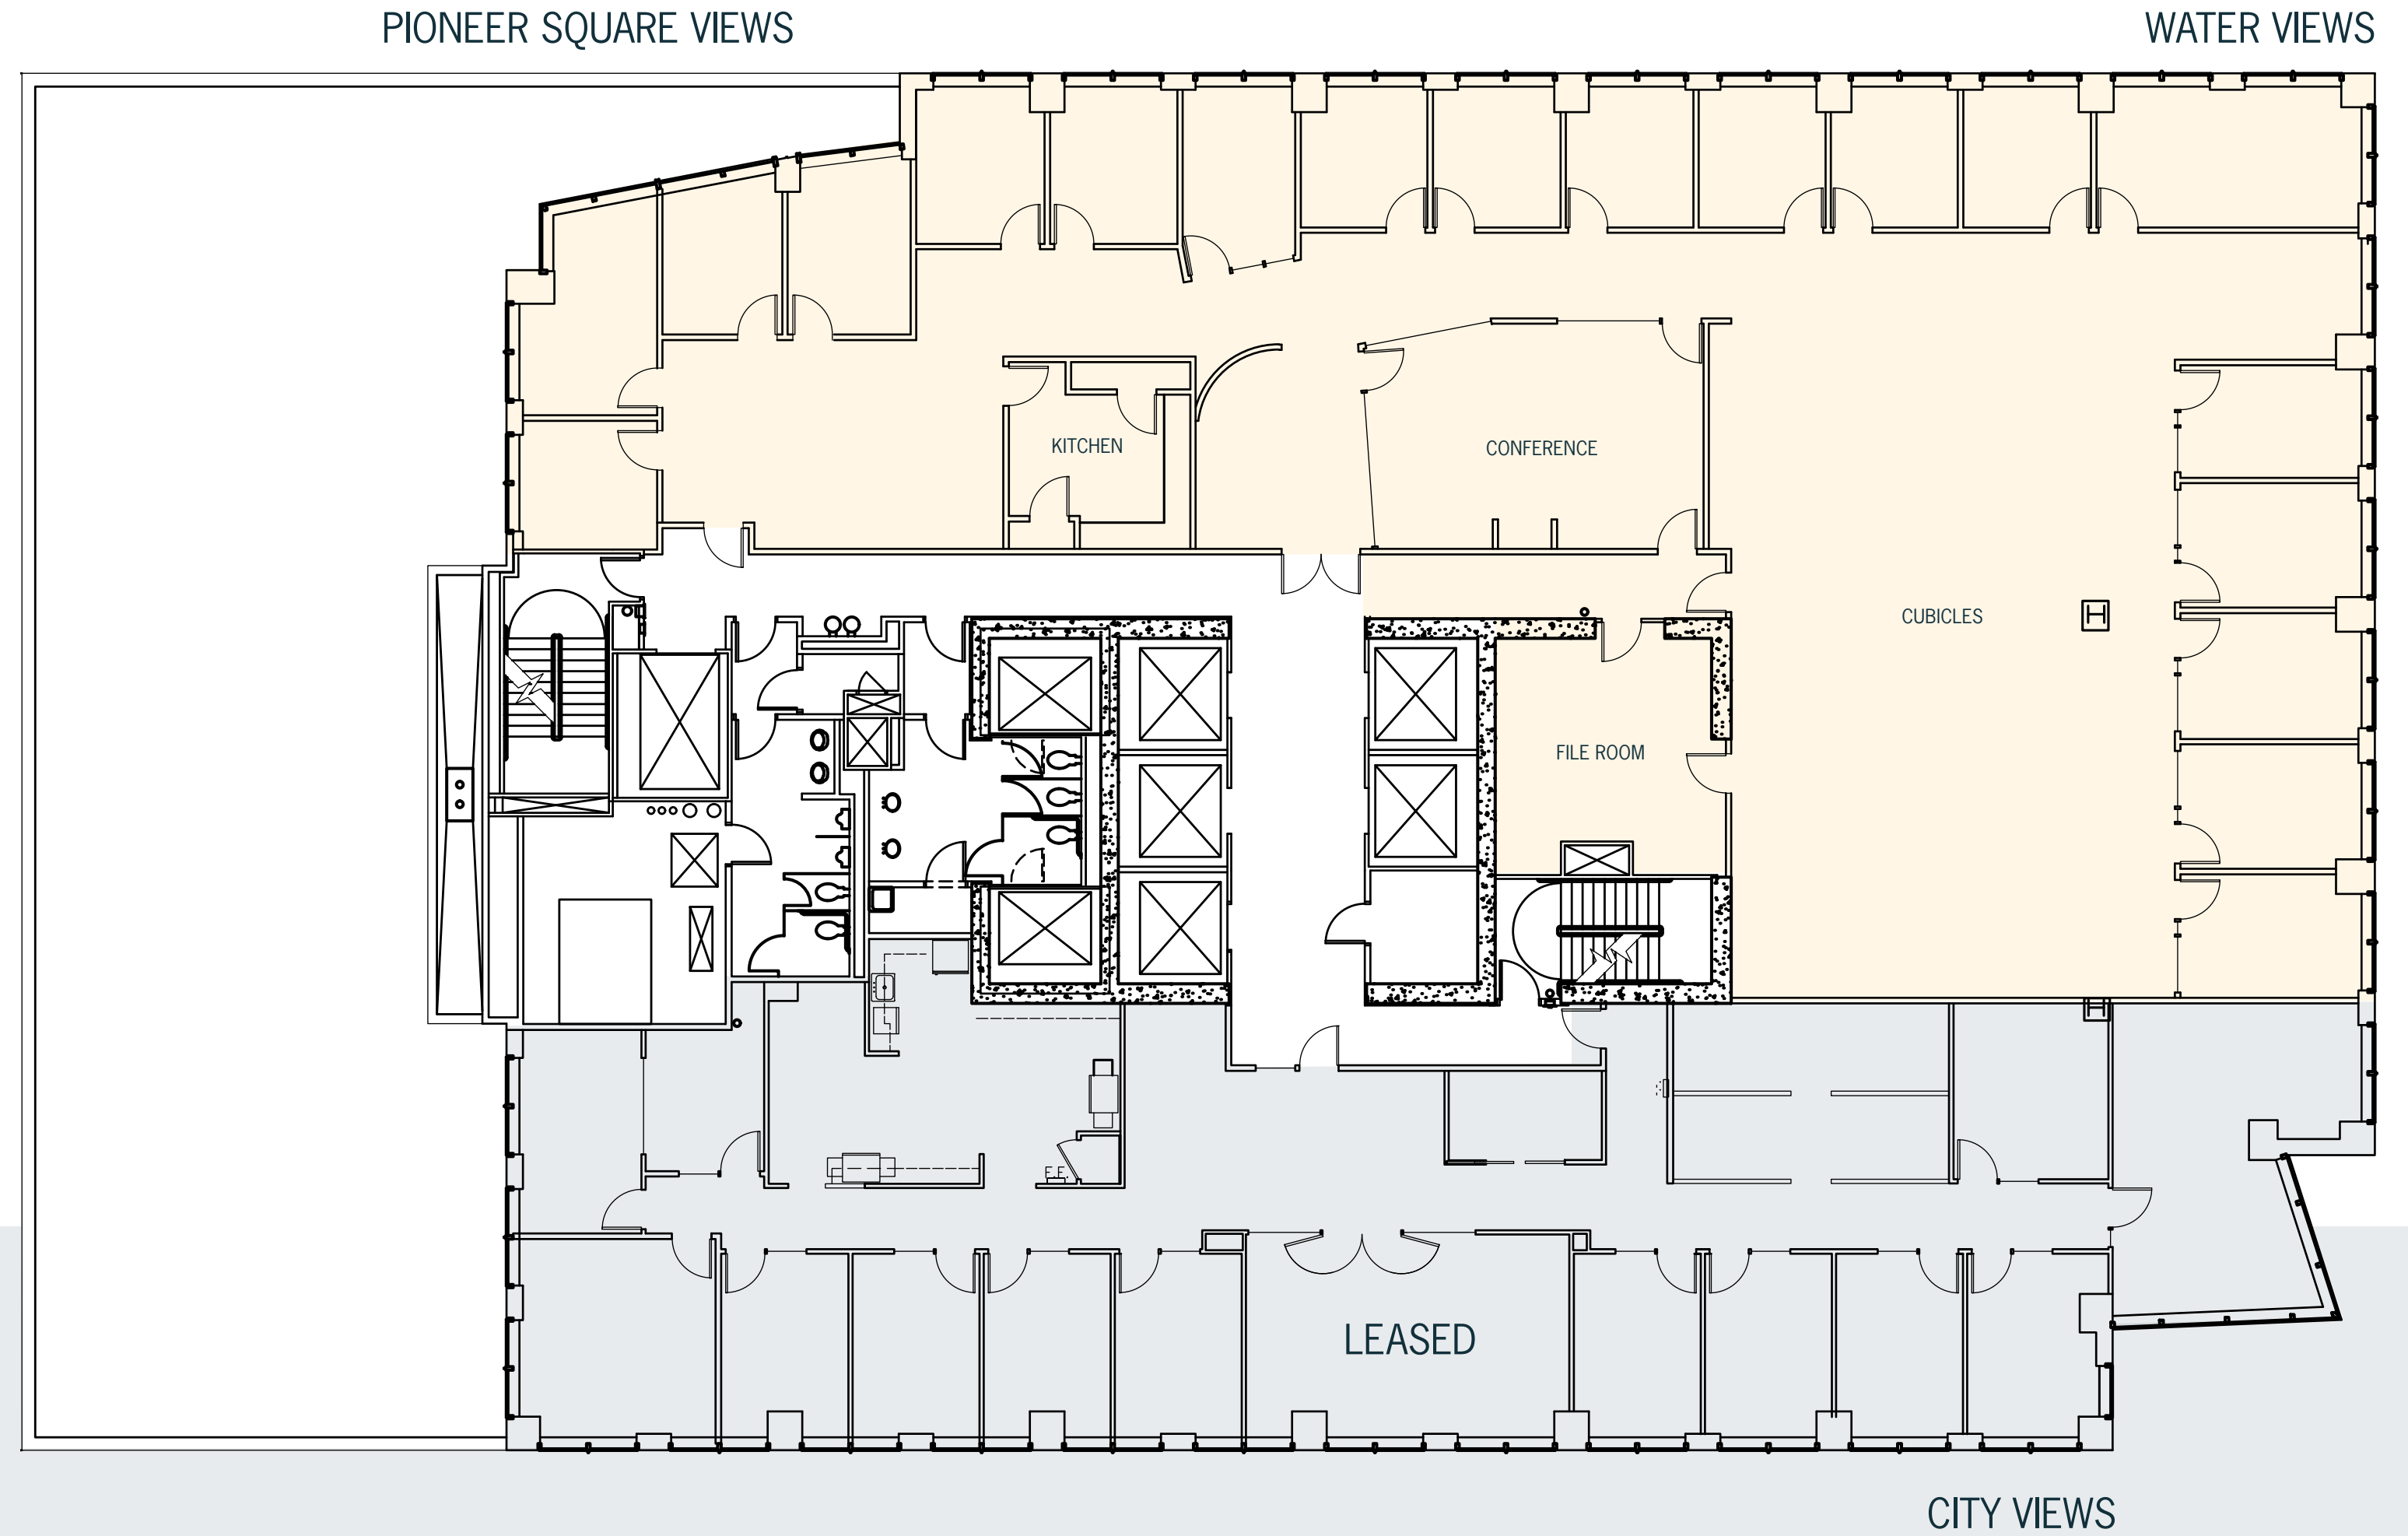 PIONEER SQUARE VIEWS
WATER VIEWS
KITCHEN
CONFERENCE
CUBICLES
FILE ROOM
F.E.
LEASED
CITY VIEWS